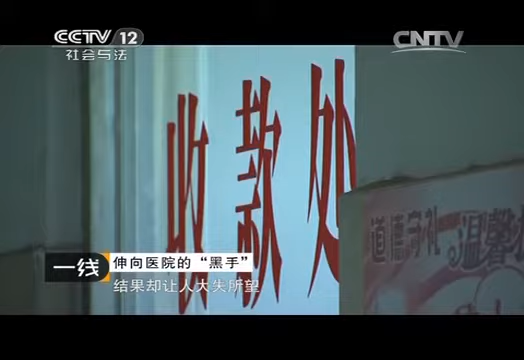 CCTV 12
社会与法
CNTV
收款处
道德守礼
温馨
一线
伸向医院的“黑手”
结果却让人大失所望